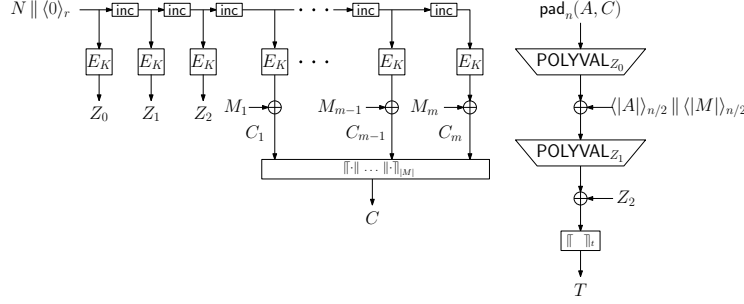 N ∥ ⟨0⟩_r inc inc inc · · · inc inc pad_n(A, C)
E_K E_K E_K E_K · · · E_K E_K POLYVAL_{Z_0}
Z_0 Z_1 Z_2 M_1 M_{m−1} M_m ⟨|A|⟩_{n/2} ∥ ⟨|M|⟩_{n/2}
C_1 C_{m−1} C_m
POLYVAL_{Z_1}
⟦·∥ … ∥·⟧_{|M|}
Z_2
C
⟦ ⟧_t
T